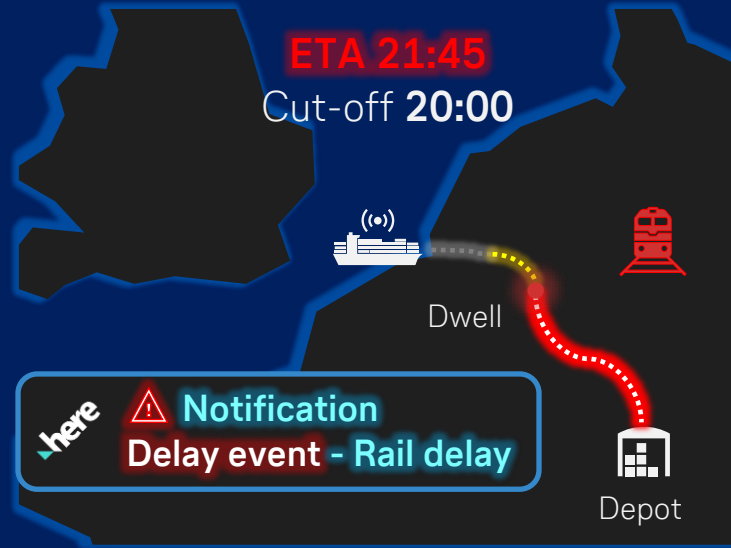 ETA 21:45
Cut-off 20:00
Dwell
here
Notification
Delay event - Rail delay
Depot